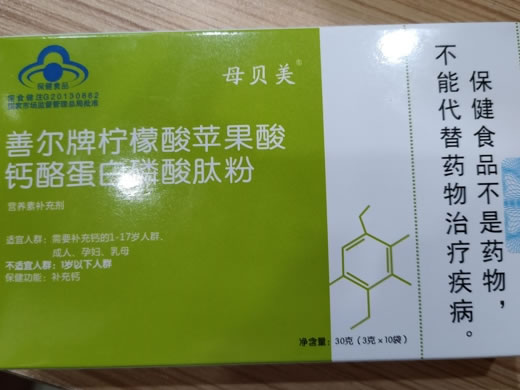 保健食品
保食健注G20130882
国家市场监督管理总局批准
母贝美®
善尔牌柠檬酸苹果酸
钙酪蛋白磷酸肽粉
营养素补充剂
适宜人群：需要补充钙的1-17岁人群、
成人、孕妇、乳母
不适宜人群：1岁以下人群
保健功能：补充钙
净含量：30克（3克×10袋）
保健食品不是药物，
不能代替药物治疗疾病。